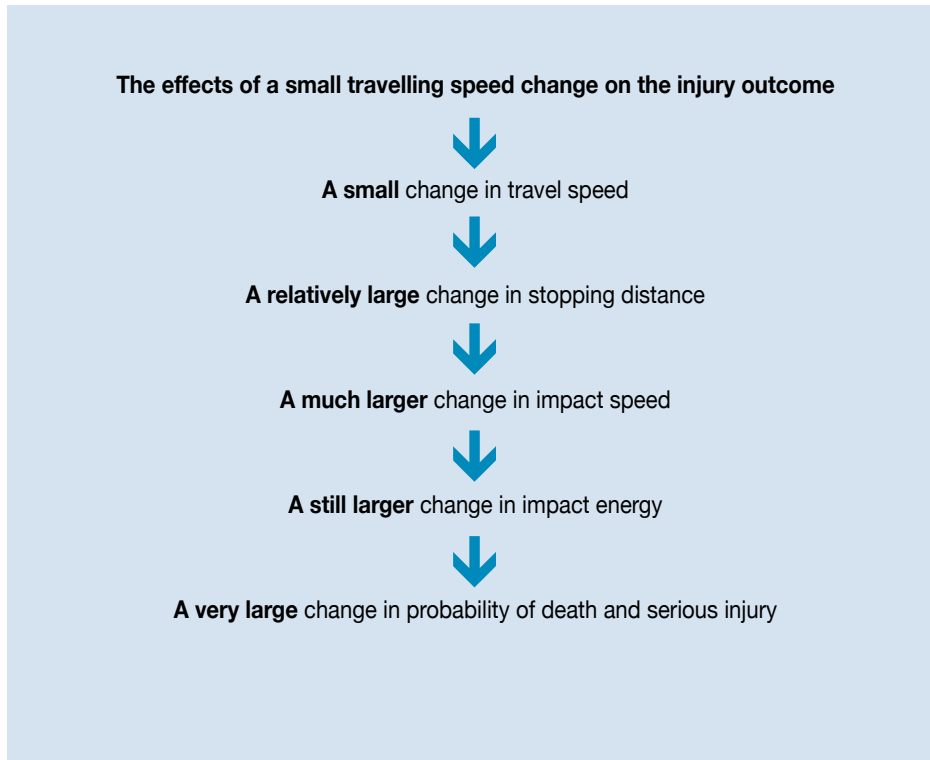 The effects of a small travelling speed change on the injury outcome
A small change in travel speed
A relatively large change in stopping distance
A much larger change in impact speed
A still larger change in impact energy
A very large change in probability of death and serious injury